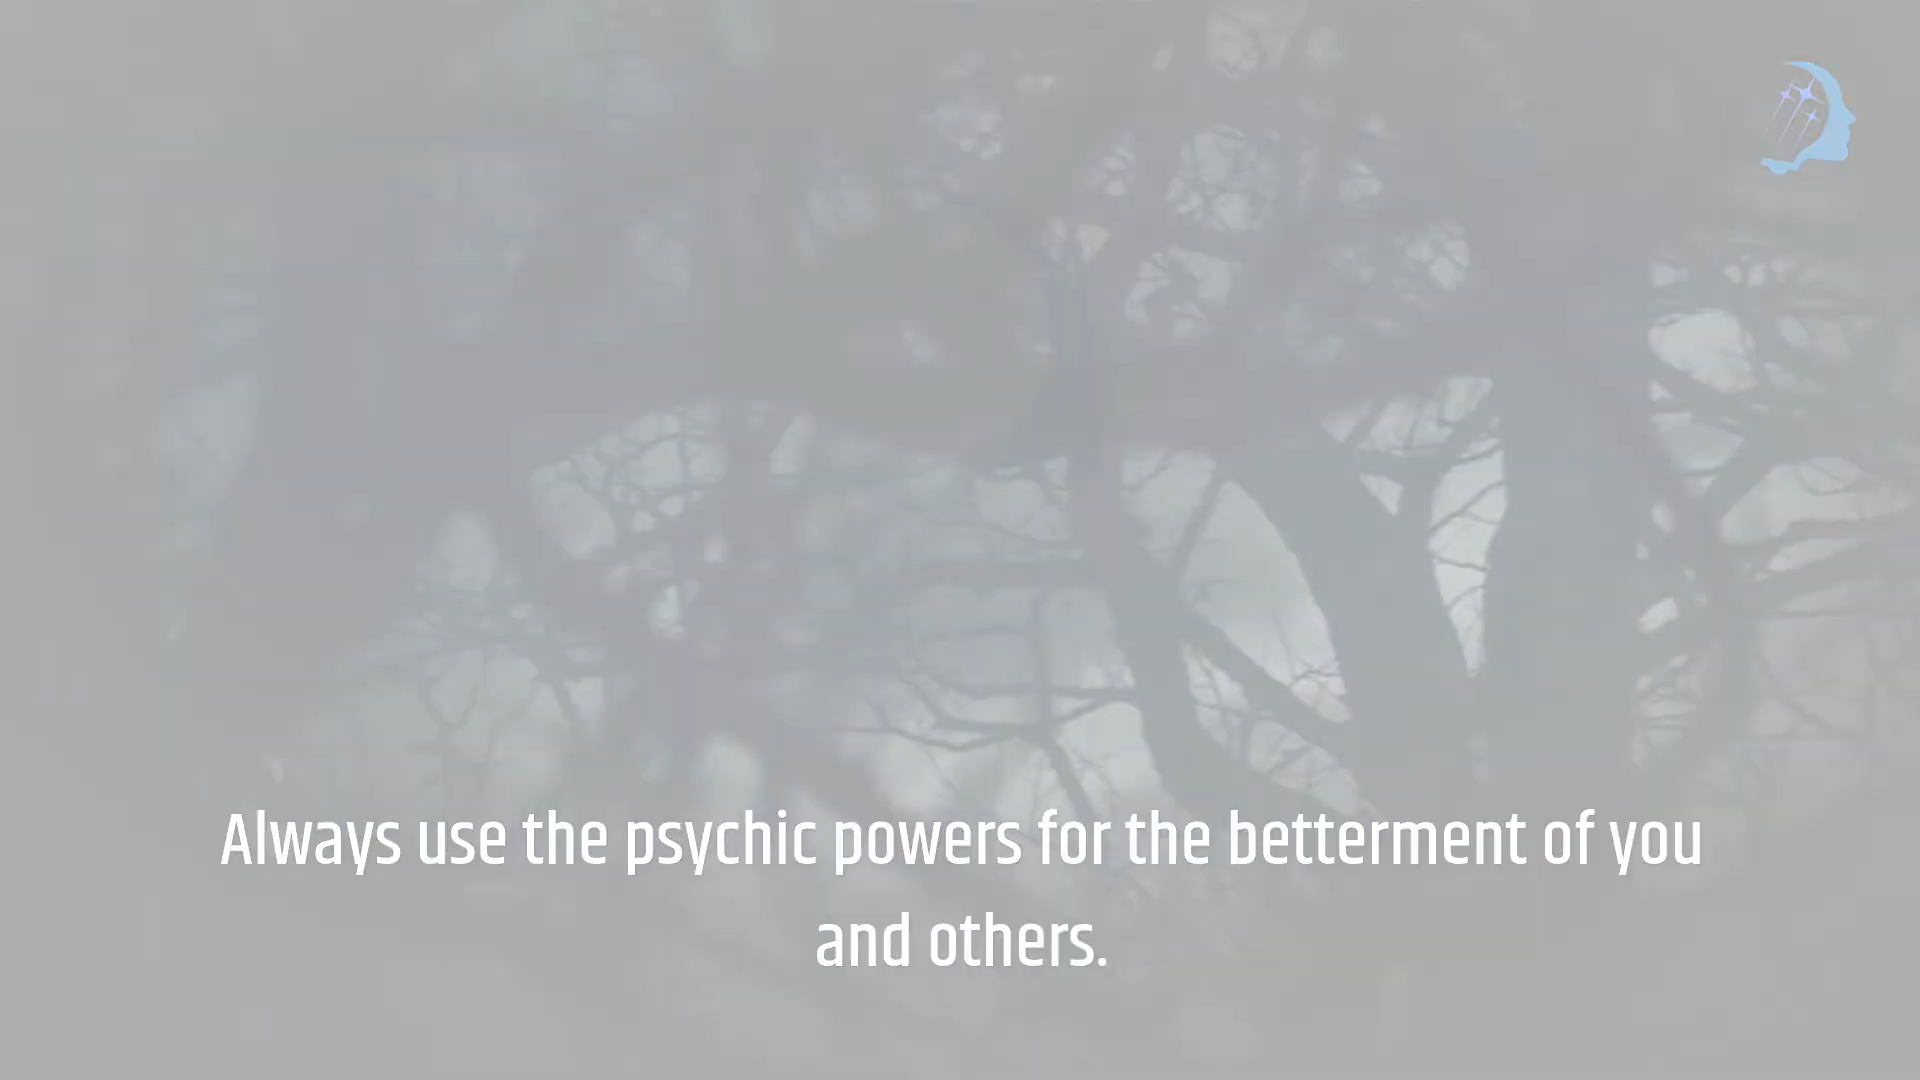 Always use the psychic powers for the betterment of you
and others.